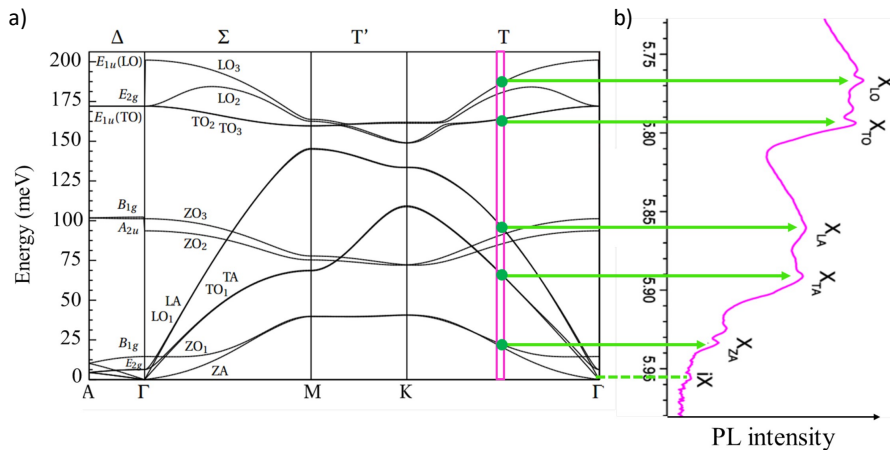 a)
b)
Δ Σ T' T
200
175
150
125
100
75
50
25
0
Energy (meV)
E1u(LO)
E2g
E1u(TO)
B1g
A2u
B1g
E2g
LO3
LO2
TO2 TO3
ZO3
ZO2
LA
LO1
TA
TO1
ZO1
ZA
A Γ M K Γ
5.75
5.80
5.85
5.90
5.95
XLO
XTO
XLA
XTA
XZA
iX
PL intensity